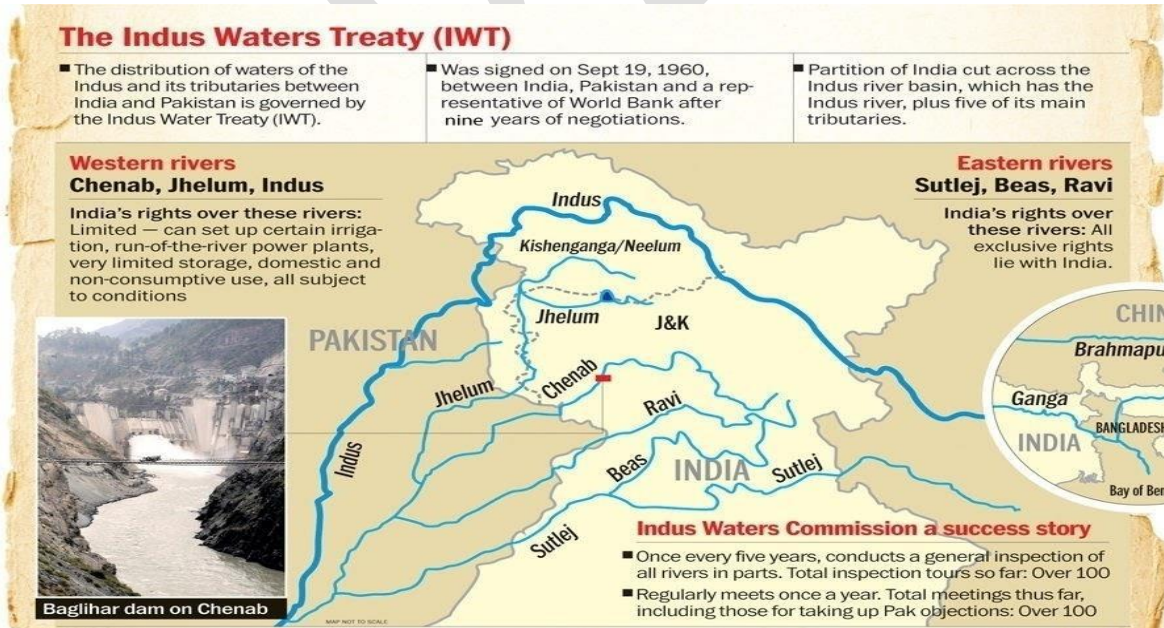 The Indus Waters Treaty (IWT)
■ The distribution of waters of the
Indus and its tributaries between
India and Pakistan is governed by
the Indus Water Treaty (IWT).
■ Was signed on Sept 19, 1960,
between India, Pakistan and a rep-
resentative of World Bank after
nine years of negotiations.
■ Partition of India cut across the
Indus river basin, which has the
Indus river, plus five of its main
tributaries.
Western rivers
Chenab, Jhelum, Indus
India's rights over these rivers:
Limited — can set up certain irriga-
tion, run-of-the-river power plants,
very limited storage, domestic and
non-consumptive use, all subject
to conditions
Eastern rivers
Sutlej, Beas, Ravi
India's rights over
these rivers: All
exclusive rights
lie with India.
Indus
Kishenganga/Neelum
Jhelum
J&K
PAKISTAN
Chenab
Jhelum
Ravi
Indus
Beas
INDIA
Sutlej
Sutlej
CHIN
Brahmapu
Ganga
BANGLADESH
INDIA
Bay of Ben
Indus Waters Commission a success story
■ Once every five years, conducts a general inspection of
all rivers in parts. Total inspection tours so far: Over 100
■ Regularly meets once a year. Total meetings thus far,
including those for taking up Pak objections: Over 100
Baglihar dam on Chenab
MAP NOT TO SCALE